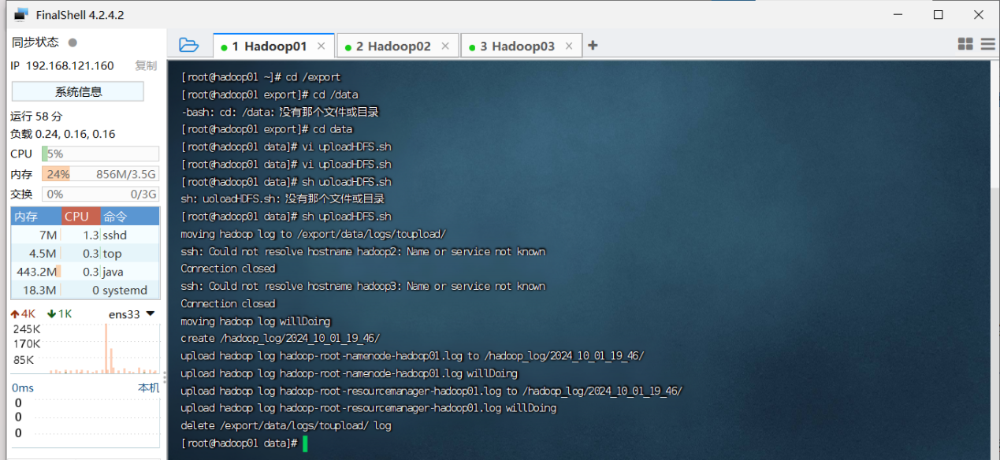 FinalShell 4.2.4.2
同步状态
IP 192.168.121.160 复制
系统信息
运行 58 分
负载 0.24, 0.16, 0.16
CPU 5%
内存 24% 856M/3.5G
交换 0% 0/3G
内存 CPU 命令
7M 1.3 sshd
4.5M 0.3 top
443.2M 0.3 java
18.3M 0 systemd
4K 1K ens33
245K
170K
85K
0ms 本机
0
0
0
1 Hadoop01 2 Hadoop02 3 Hadoop03
[root@hadoop01 ~]# cd /export
[root@hadoop01 export]# cd /data
-bash: cd: /data: 没有那个文件或目录
[root@hadoop01 export]# cd data
[root@hadoop01 data]# vi uploadHDFS.sh
[root@hadoop01 data]# vi uploadHDFS.sh
[root@hadoop01 data]# sh uoloadHDFS.sh
sh: uoloadHDFS.sh: 没有那个文件或目录
[root@hadoop01 data]# sh uploadHDFS.sh
moving hadoop log to /export/data/logs/toupload/
ssh: Could not resolve hostname hadoop2: Name or service not known
Connection closed
ssh: Could not resolve hostname hadoop3: Name or service not known
Connection closed
moving hadoop log willDoing
create /hadoop_log/2024_10_01_19_46/
upload hadoop log hadoop-root-namenode-hadoop01.log to /hadoop_log/2024_10_01_19_46/
upload hadoop log hadoop-root-namenode-hadoop01.log willDoing
upload hadoop log hadoop-root-resourcemanager-hadoop01.log to /hadoop_log/2024_10_01_19_46/
upload hadoop log hadoop-root-resourcemanager-hadoop01.log willDoing
delete /export/data/logs/toupload/ log
[root@hadoop01 data]#